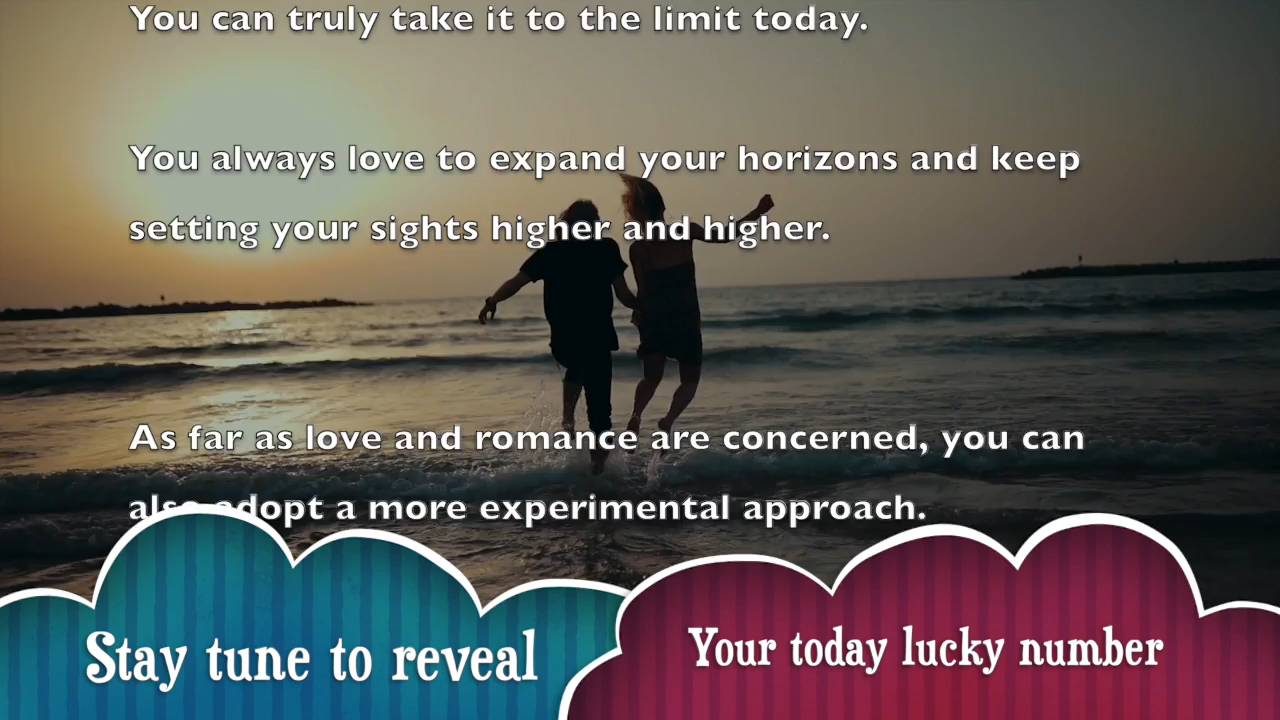 You can truly take it to the limit today.
You always love to expand your horizons and keep
setting your sights higher and higher.
As far as love and romance are concerned, you can
also adopt a more experimental approach.
Stay tune to reveal
Your today lucky number